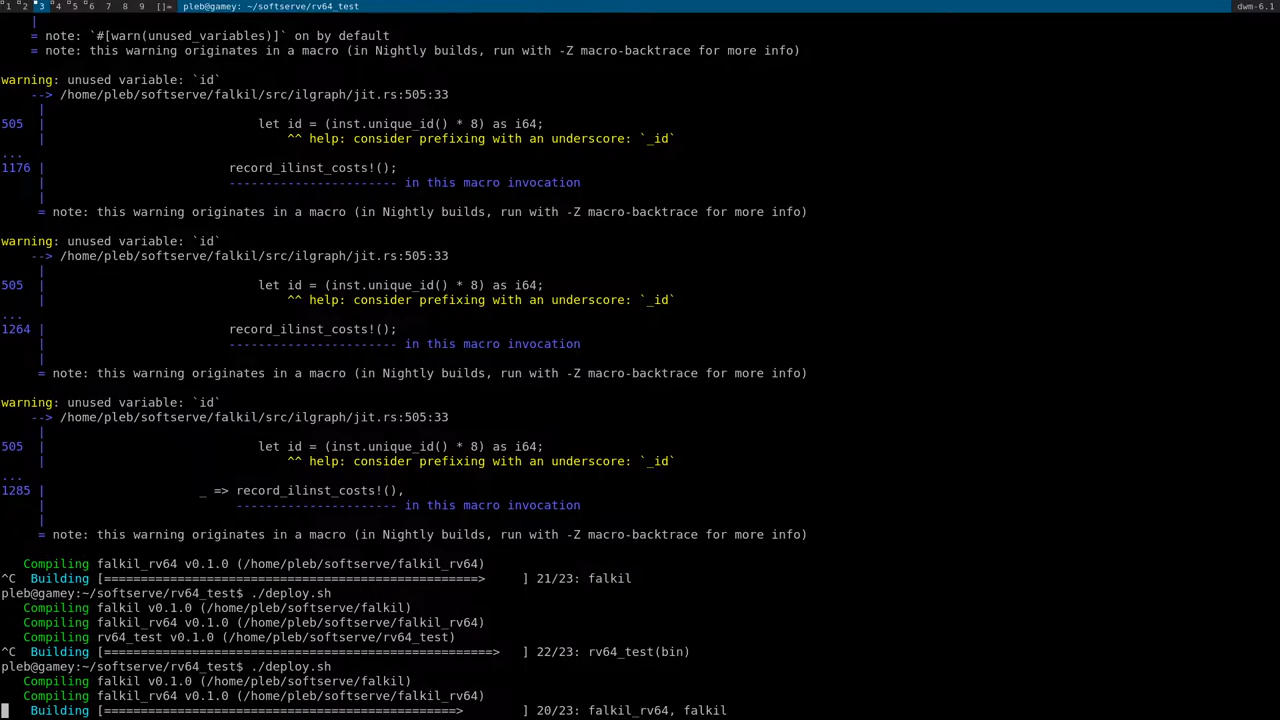 1 2 3 4 5 6 7 8 9 []= pleb@gamey: ~/softserve/rv64_test dwm-6.1
|
= note: `#[warn(unused_variables)]` on by default
= note: this warning originates in a macro (in Nightly builds, run with -Z macro-backtrace for more info)
warning: unused variable: `id`
--> /home/pleb/softserve/falkil/src/ilgraph/jit.rs:505:33
|
505 | let id = (inst.unique_id() * 8) as i64;
| ^^ help: consider prefixing with an underscore: `_id`
...
1176 | record_ilinst_costs!();
| ----------------------- in this macro invocation
|
= note: this warning originates in a macro (in Nightly builds, run with -Z macro-backtrace for more info)
warning: unused variable: `id`
--> /home/pleb/softserve/falkil/src/ilgraph/jit.rs:505:33
|
505 | let id = (inst.unique_id() * 8) as i64;
| ^^ help: consider prefixing with an underscore: `_id`
...
1264 | record_ilinst_costs!();
| ----------------------- in this macro invocation
|
= note: this warning originates in a macro (in Nightly builds, run with -Z macro-backtrace for more info)
warning: unused variable: `id`
--> /home/pleb/softserve/falkil/src/ilgraph/jit.rs:505:33
|
505 | let id = (inst.unique_id() * 8) as i64;
| ^^ help: consider prefixing with an underscore: `_id`
...
1285 | _ => record_ilinst_costs!(),
| ---------------------- in this macro invocation
|
= note: this warning originates in a macro (in Nightly builds, run with -Z macro-backtrace for more info)
Compiling falkil_rv64 v0.1.0 (/home/pleb/softserve/falkil_rv64)
^C Building [===================================================> ] 21/23: falkil
pleb@gamey:~/softserve/rv64_test$ ./deploy.sh
Compiling falkil v0.1.0 (/home/pleb/softserve/falkil)
Compiling falkil_rv64 v0.1.0 (/home/pleb/softserve/falkil_rv64)
Compiling rv64_test v0.1.0 (/home/pleb/softserve/rv64_test)
^C Building [=====================================================> ] 22/23: rv64_test(bin)
pleb@gamey:~/softserve/rv64_test$ ./deploy.sh
Compiling falkil v0.1.0 (/home/pleb/softserve/falkil)
Compiling falkil_rv64 v0.1.0 (/home/pleb/softserve/falkil_rv64)
Building [================================================> ] 20/23: falkil_rv64, falkil